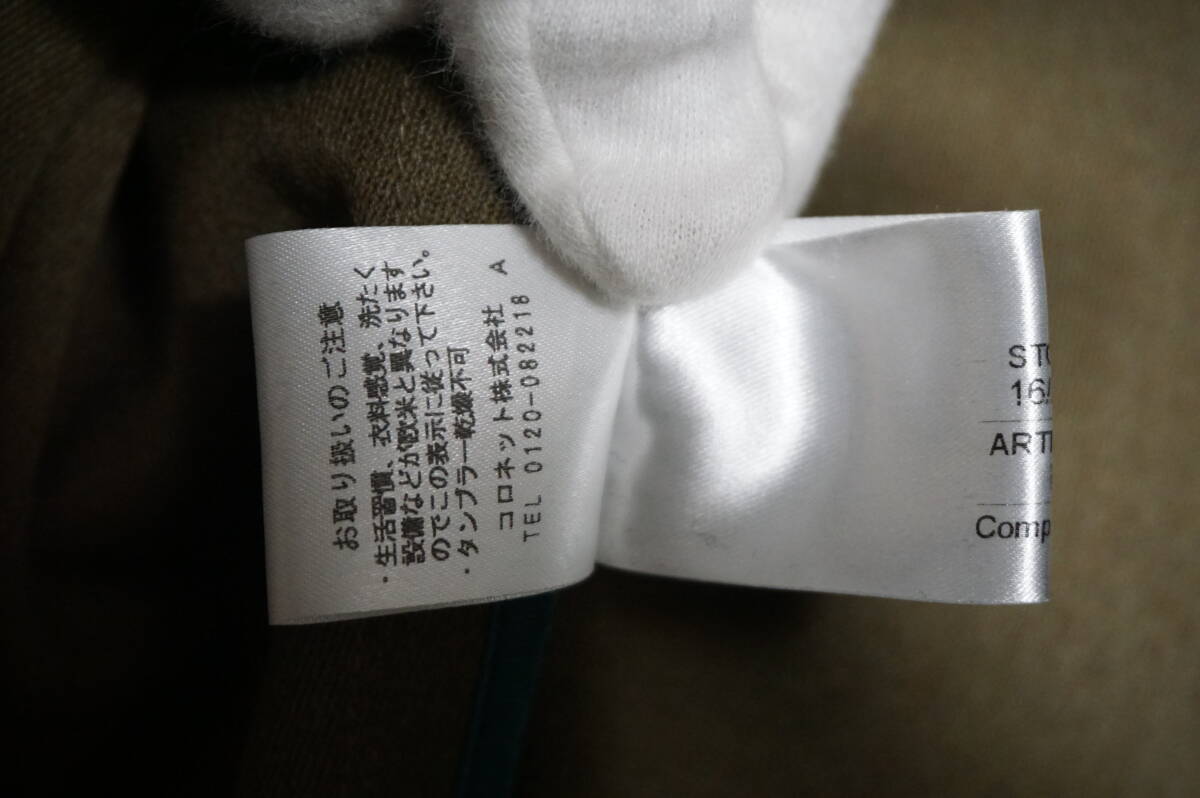 お取り扱いのご注意
・生活習慣、衣料感覚、洗たく
設備などが欧米と異なります
のでこの表示に従って下さい。
・タンブラー乾燥不可
コロネット株式会社 A
TEL 0120-082218
STO
16/
ARTI
Comp